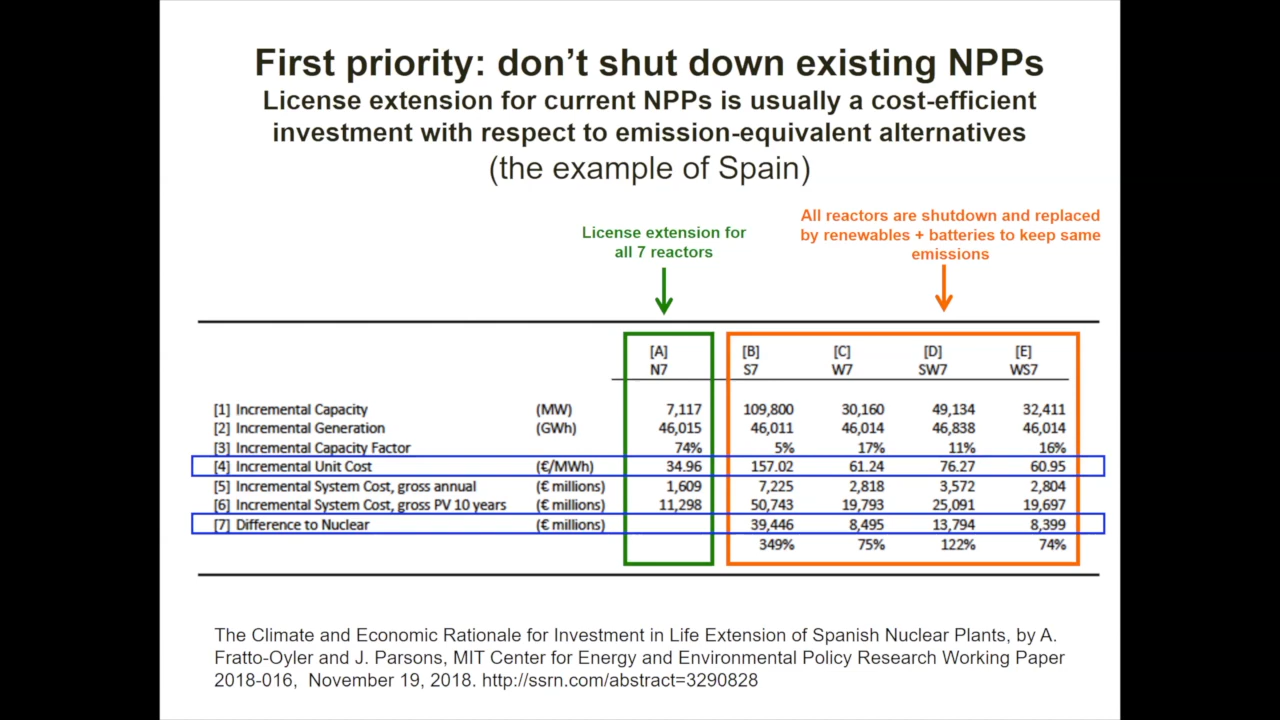 First priority: don't shut down existing NPPs
License extension for current NPPs is usually a cost-efficient
investment with respect to emission-equivalent alternatives
(the example of Spain)
License extension for
all 7 reactors
All reactors are shutdown and replaced
by renewables + batteries to keep same
emissions
[A] [B] [C] [D] [E]
N7 S7 W7 SW7 WS7
[1] Incremental Capacity (MW) 7,117 109,800 30,160 49,134 32,411
[2] Incremental Generation (GWh) 46,015 46,011 46,014 46,838 46,014
[3] Incremental Capacity Factor 74% 5% 17% 11% 16%
[4] Incremental Unit Cost (€/MWh) 34.96 157.02 61.24 76.27 60.95
[5] Incremental System Cost, gross annual (€ millions) 1,609 7,225 2,818 3,572 2,804
[6] Incremental System Cost, gross PV 10 years (€ millions) 11,298 50,743 19,793 25,091 19,697
[7] Difference to Nuclear (€ millions) 39,446 8,495 13,794 8,399
349% 75% 122% 74%
The Climate and Economic Rationale for Investment in Life Extension of Spanish Nuclear Plants, by A.
Fratto-Oyler and J. Parsons, MIT Center for Energy and Environmental Policy Research Working Paper
2018-016, November 19, 2018. http://ssrn.com/abstract=3290828